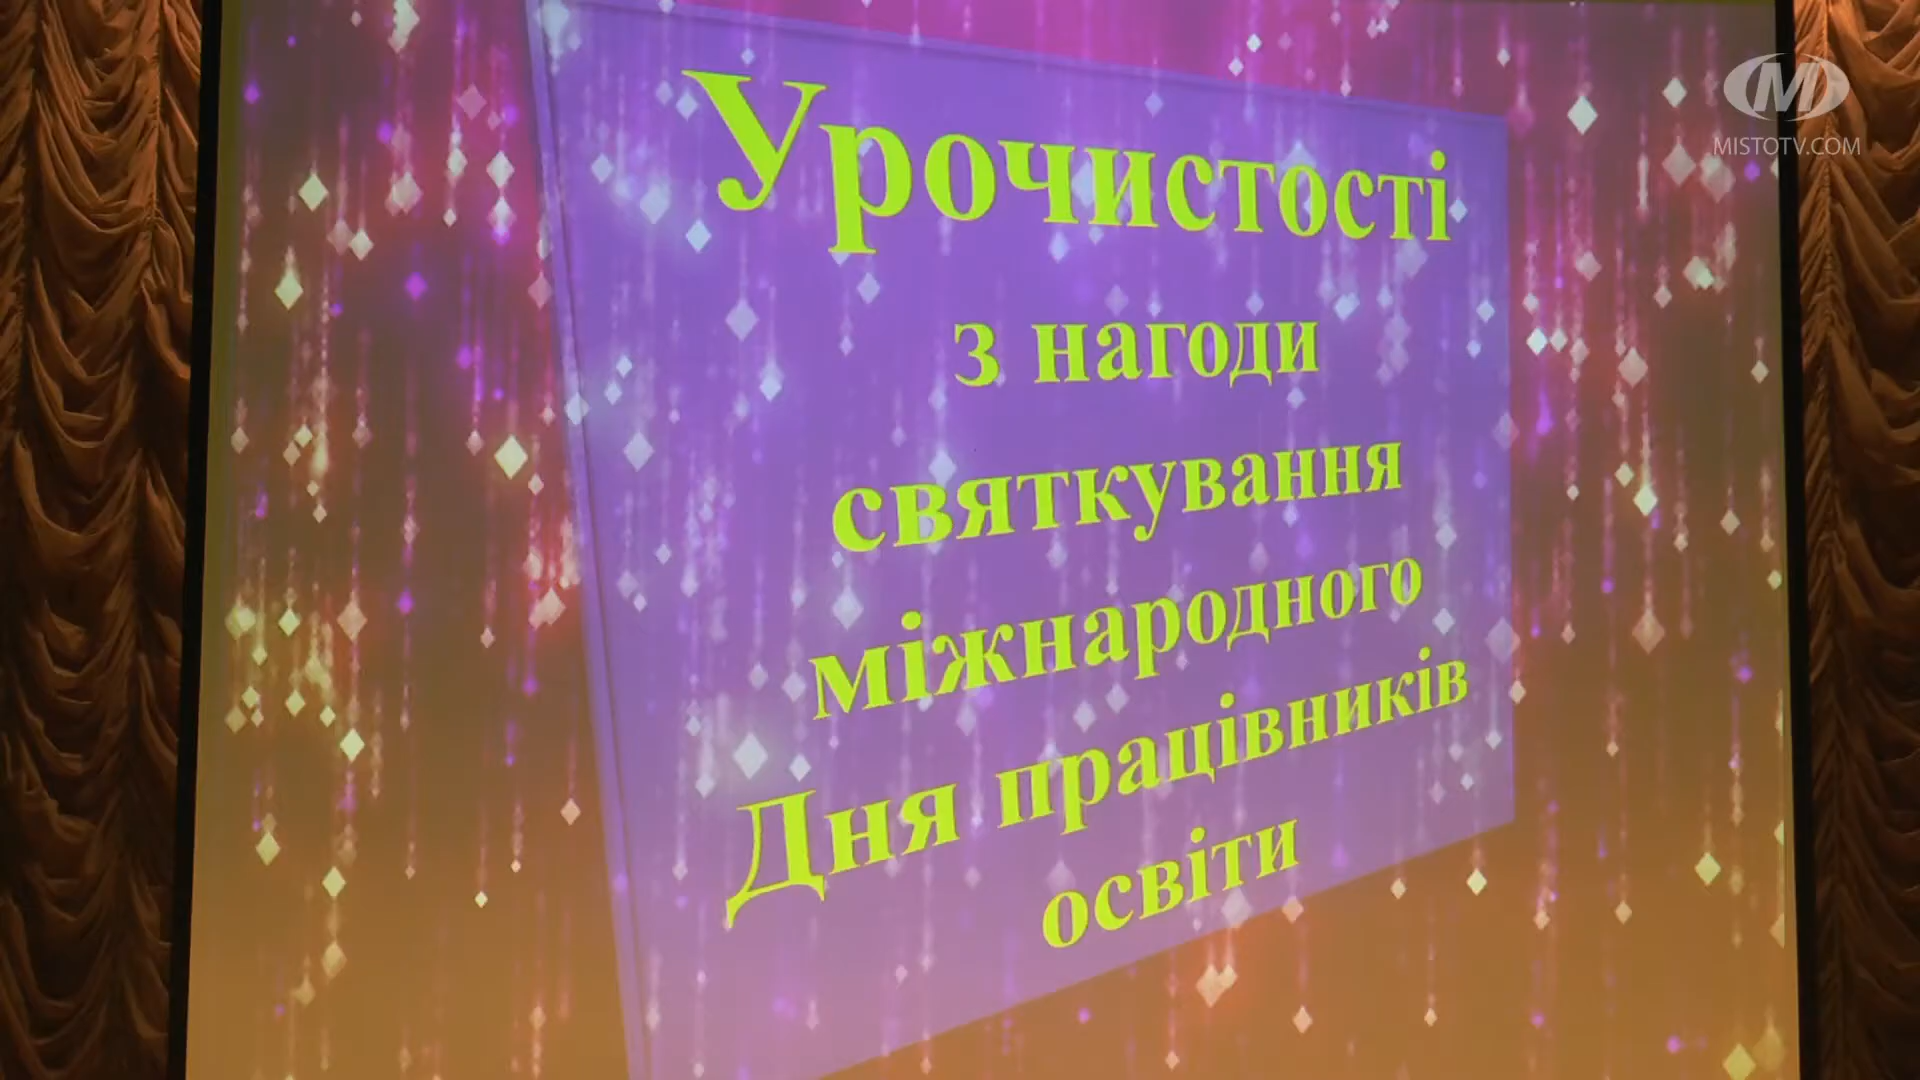 Урочистості
з нагоди
святкування
міжнародного
Дня працівників
освіти
M
MISTOTV.COM